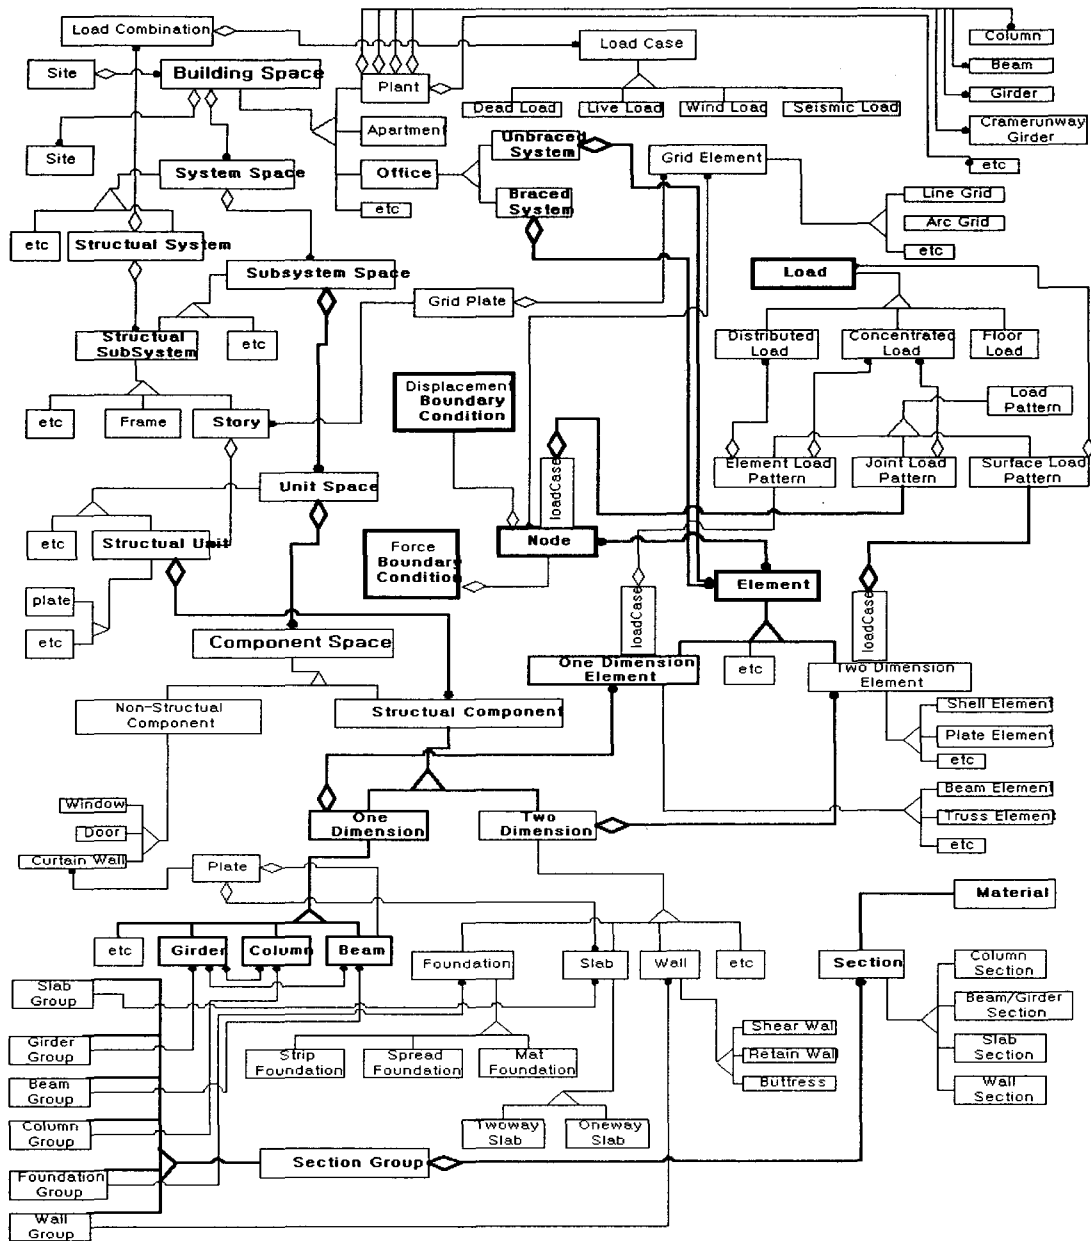 Load Combination
Load Case
Column
Site
Building Space
Plant
Beam
Girder
Dead Load
Live Load
Wind Load
Seismic Load
Cramerunway
Girder
Site
Apartment
Unbraced
System
Grid Element
etc
System Space
Office
Braced
System
Line Grid
etc
Arc Grid
etc
Structual System
etc
Subsystem Space
Load
Grid Plate
Structual
SubSystem
etc
Distributed
Load
Concentrated
Load
Floor
Load
Displacement
Boundary
Condition
Load
Pattern
etc
Frame
Story
loadCase
Element Load
Pattern
Joint Load
Pattern
Surface Load
Pattern
Unit Space
etc
Structual Unit
Node
Force
Boundary
Condition
Element
plate
etc
loadCase
loadCase
Component Space
One Dimension
Element
etc
Two Dimension
Element
Non-Structural
Component
Structual Component
Shell Element
Plate Element
etc
Window
Door
Curtain Wall
One
Dimension
Two
Dimension
Beam Element
Truss Element
etc
Plate
Material
etc
Girder
Column
Beam
Foundation
Slab
Wall
etc
Section
Column
Section
Slab
Group
Beam/Girder
Section
Girder
Group
Strip
Foundation
Spread
Foundation
Mat
Foundation
Shear Wal
Retain Wal
Buttress
Slab
Section
Beam
Group
Wall
Section
Column
Group
Twoway
Slab
Oneway
Slab
Section Group
Foundation
Group
Wall
Group